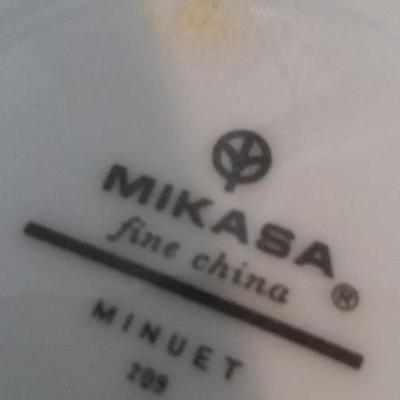 MIKASA
fine china ®
MINUET
209